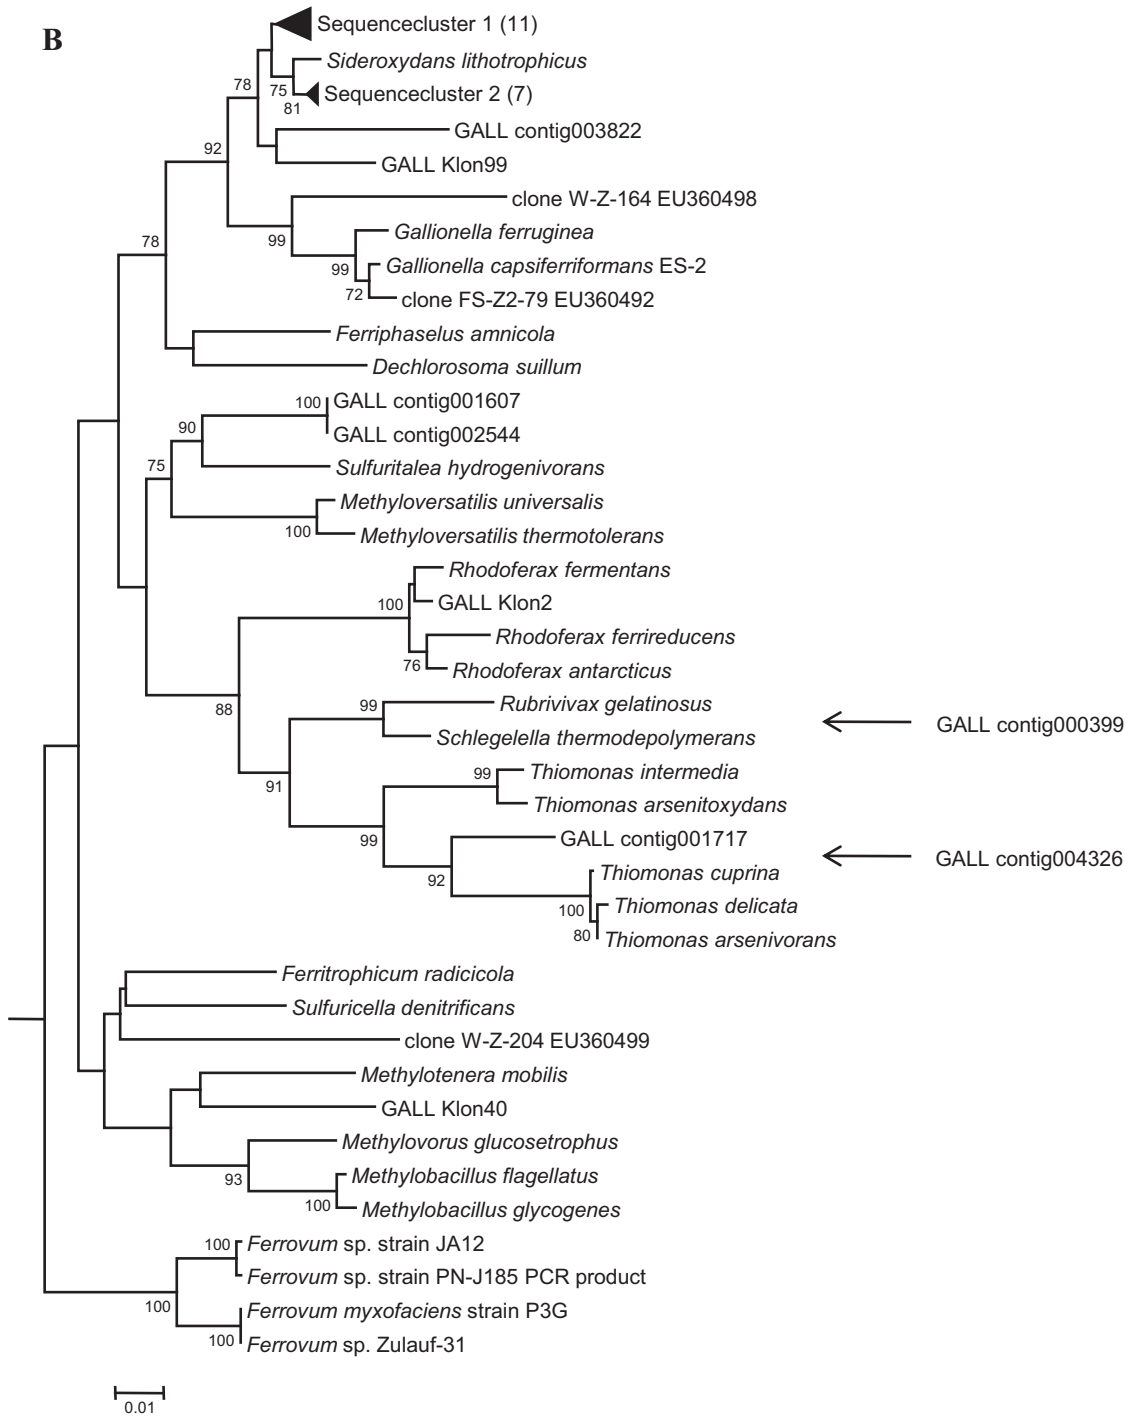 B
Sequencecluster 1 (11)
Sideroxydans lithotrophicus
78
75
Sequencecluster 2 (7)
81
GALL contig003822
92
GALL Klon99
clone W-Z-164 EU360498
Gallionella ferruginea
99
78
Gallionella capsiferriformans ES-2
99
72
clone FS-Z2-79 EU360492
Ferriphaselus amnicola
Dechlorosoma suillum
100
GALL contig001607
90
GALL contig002544
75
Sulfuritalea hydrogenivorans
Methyloversatilis universalis
100
Methyloversatilis thermotolerans
Rhodoferax fermentans
100
GALL Klon2
Rhodoferax ferrireducens
76
Rhodoferax antarcticus
88
99
Rubrivivax gelatinosus
GALL contig000399
Schlegelella thermodepolymerans
99
Thiomonas intermedia
91
Thiomonas arsenitoxydans
99
GALL contig001717
GALL contig004326
92
Thiomonas cuprina
100
Thiomonas delicata
80
Thiomonas arsenivorans
Ferritrophicum radicicola
Sulfuricella denitrificans
clone W-Z-204 EU360499
Methylotenera mobilis
GALL Klon40
Methylovorus glucosetrophus
93
Methylobacillus flagellatus
100
Methylobacillus glycogenes
100
Ferrovum sp. strain JA12
Ferrovum sp. strain PN-J185 PCR product
100
Ferrovum myxofaciens strain P3G
100
Ferrovum sp. Zulauf-31
0.01